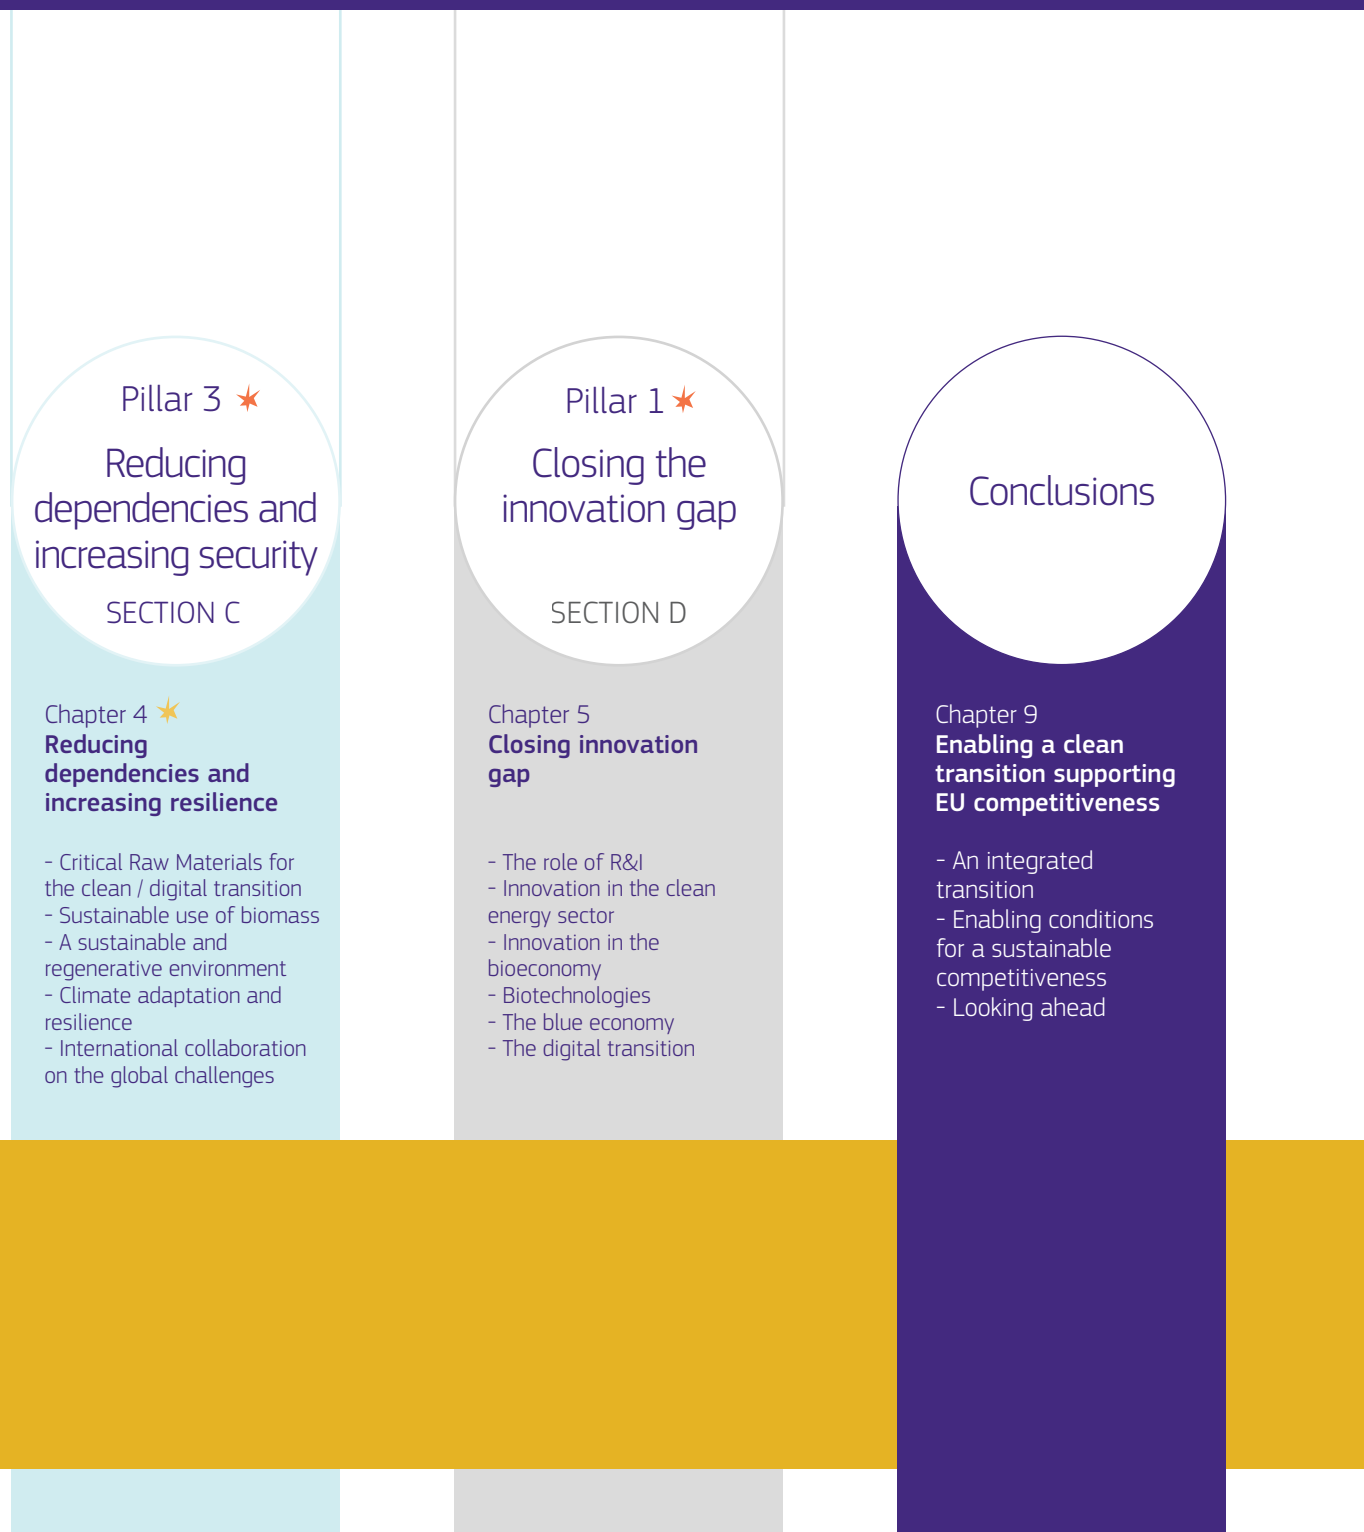 Pillar 3
Reducing
dependencies and
increasing security
SECTION C
Chapter 4
Reducing
dependencies and
increasing resilience
- Critical Raw Materials for
the clean / digital transition
- Sustainable use of biomass
- A sustainable and
regenerative environment
- Climate adaptation and
resilience
- International collaboration
on the global challenges
Pillar 1
Closing the
innovation gap
SECTION D
Chapter 5
Closing innovation
gap
- The role of R&I
- Innovation in the clean
energy sector
- Innovation in the
bioeconomy
- Biotechnologies
- The blue economy
- The digital transition
Conclusions
Chapter 9
Enabling a clean
transition supporting
EU competitiveness
- An integrated
transition
- Enabling conditions
for a sustainable
competitiveness
- Looking ahead